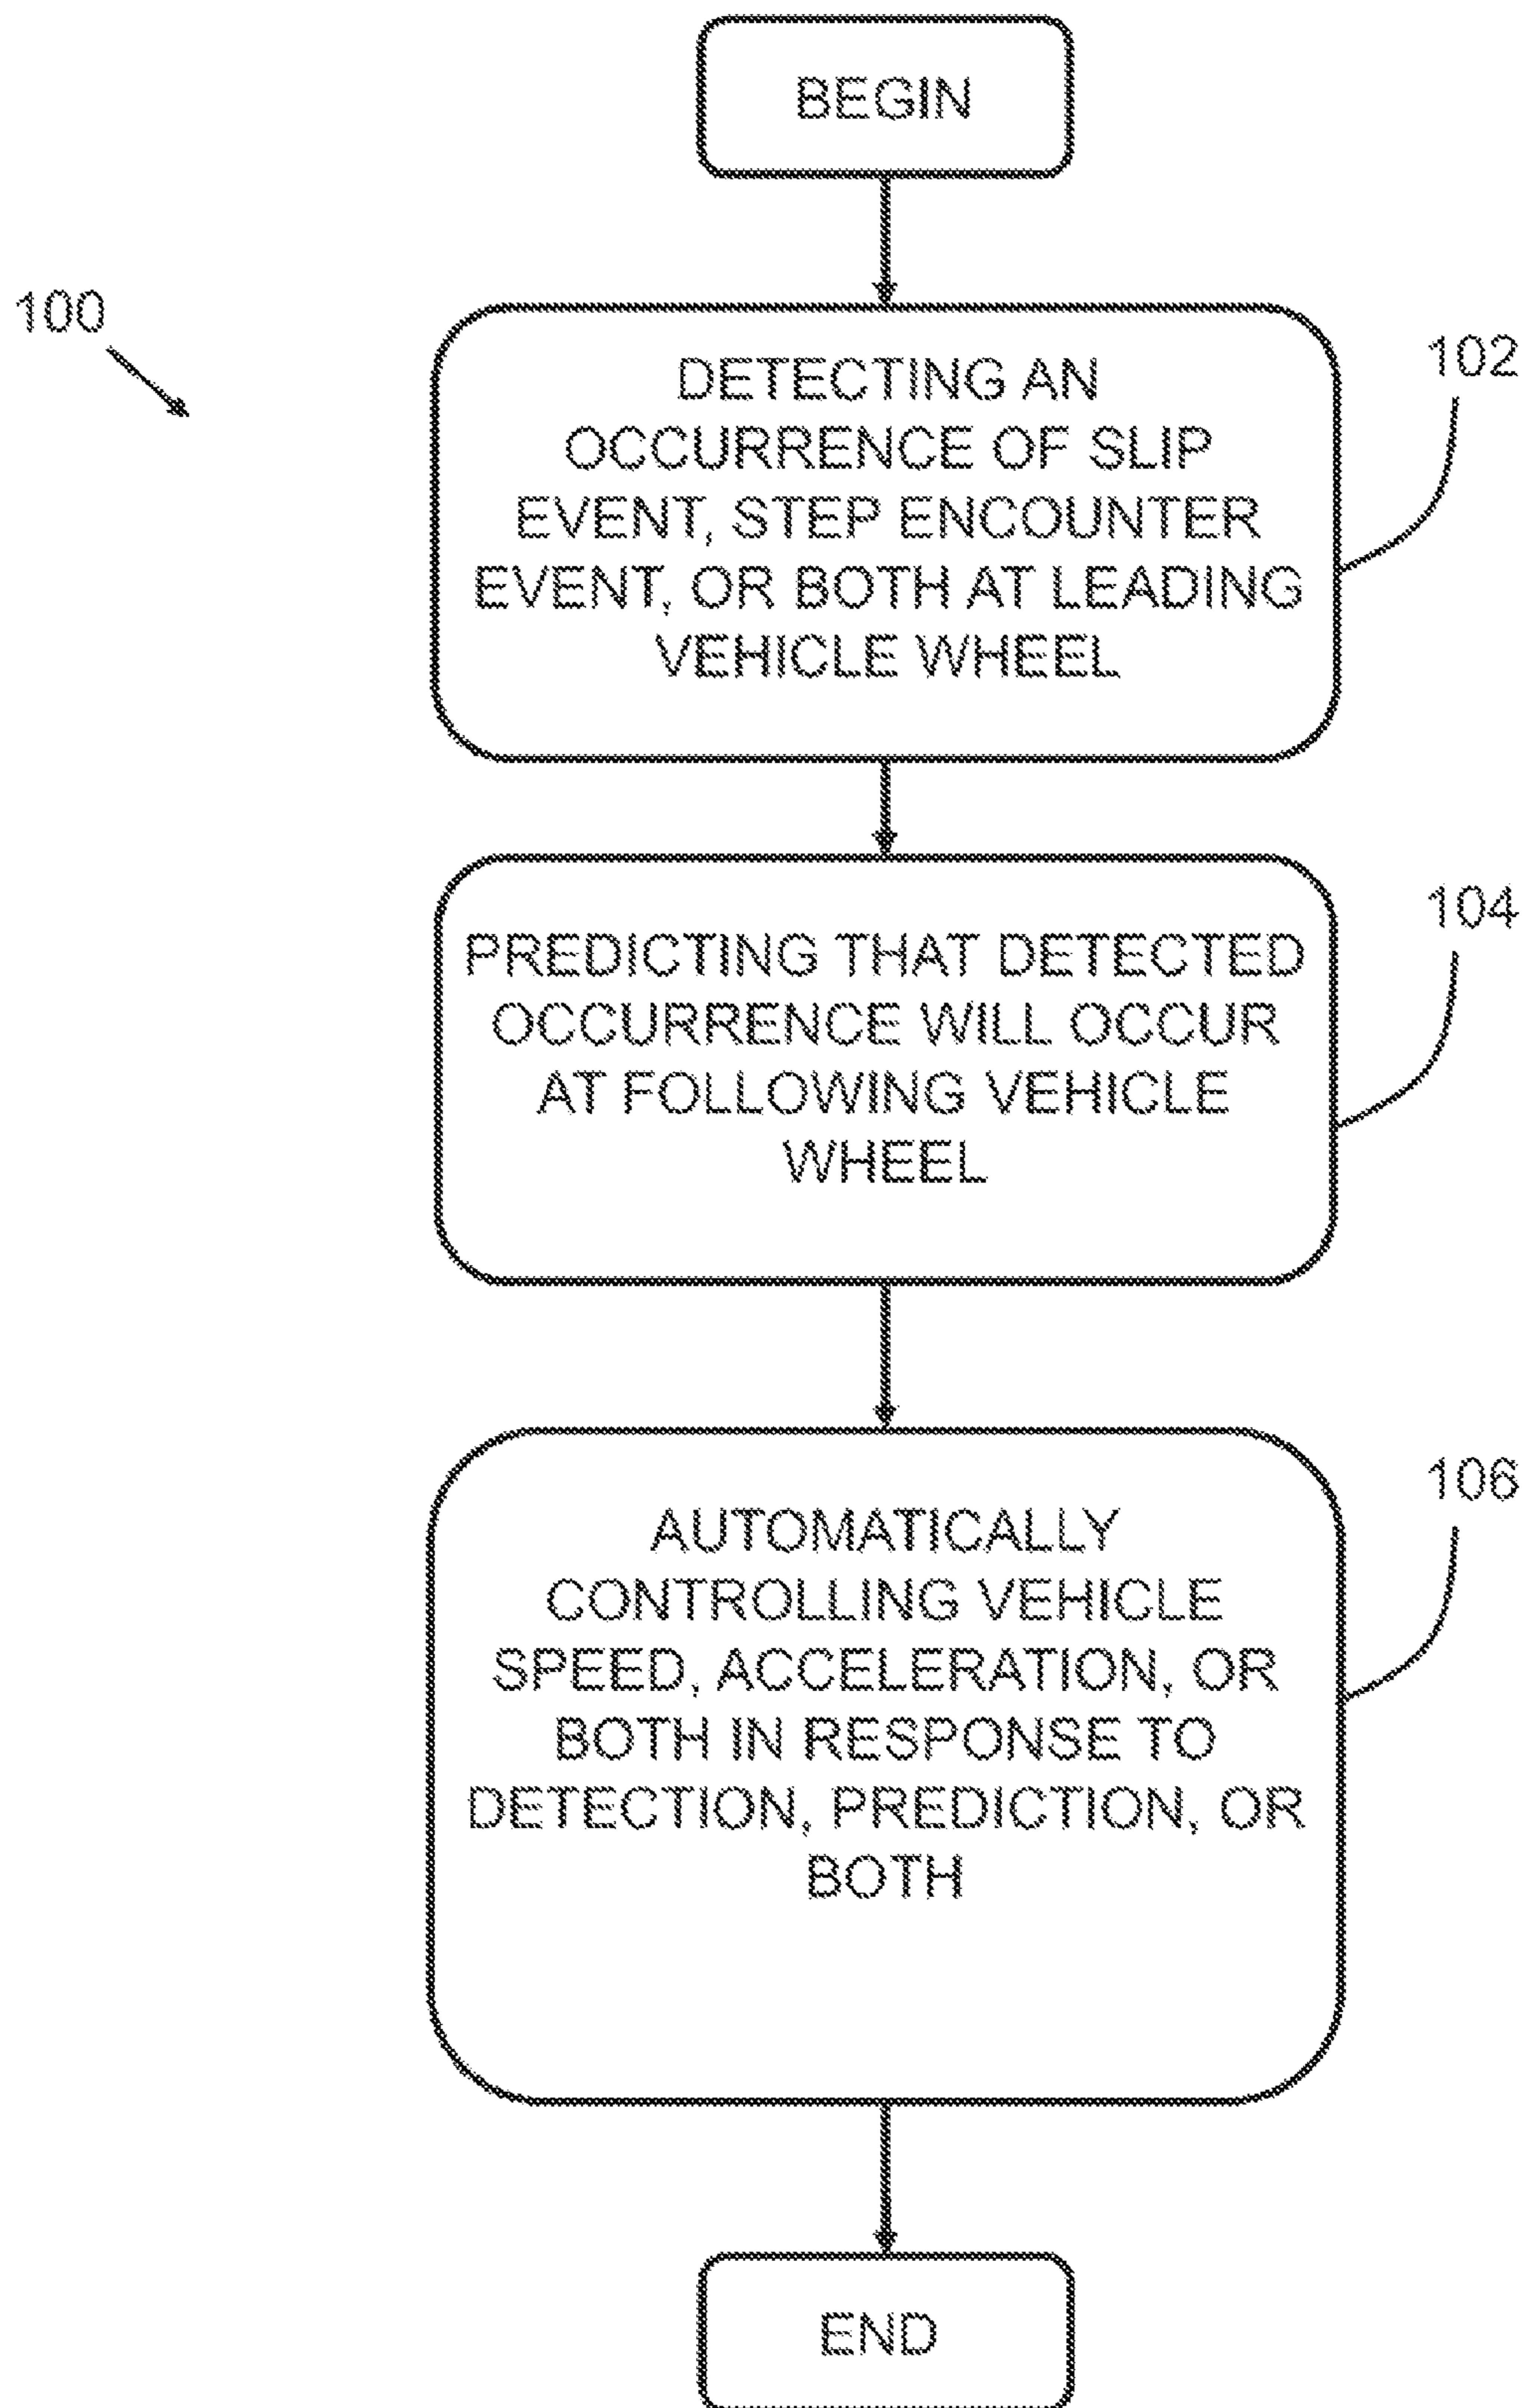 BEGIN
100
DETECTING AN
OCCURRENCE OF SLIP
EVENT, STEP ENCOUNTER
EVENT, OR BOTH AT LEADING
VEHICLE WHEEL
102
PREDICTING THAT DETECTED
OCCURRENCE WILL OCCUR
AT FOLLOWING VEHICLE
WHEEL
104
AUTOMATICALLY
CONTROLLING VEHICLE
SPEED, ACCELERATION, OR
BOTH IN RESPONSE TO
DETECTION, PREDICTION, OR
BOTH
106
END